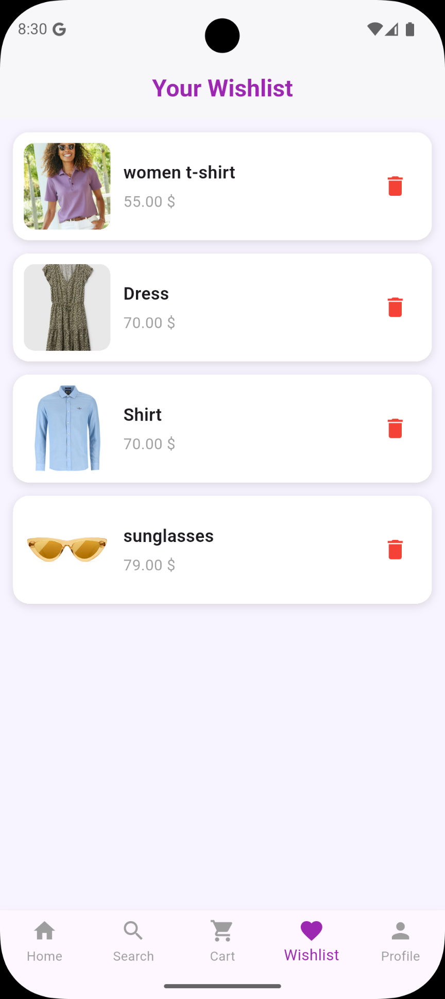 8:30 G
Your Wishlist
women t-shirt
55.00 $
Dress
70.00 $
Shirt
70.00 $
sunglasses
79.00 $
Home
Search
Cart
Wishlist
Profile